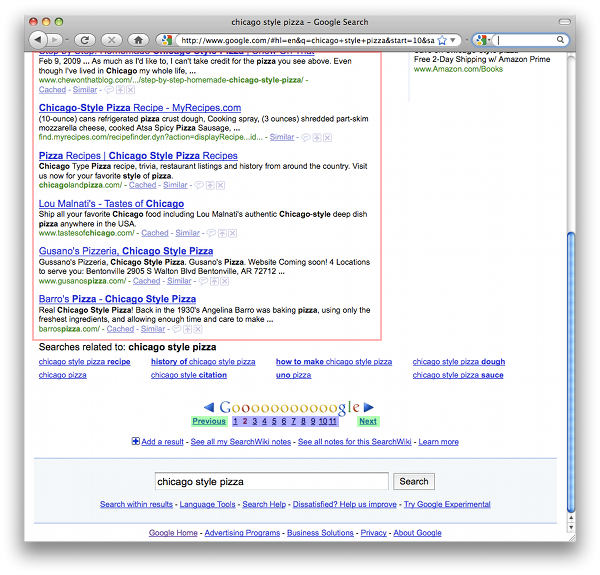 chicago style pizza - Google Search
http://www.google.com/#hl=en&q=chicago+style+pizza&start=10&sa
Step by Step: Homemade Chicago Style Pizza | Show On That
Feb 9, 2009 ... As much as I'd like to, I can't take credit for the pizza you see above. Even
though I've lived in Chicago my whole life, ...
www.chewonthatblog.com/.../step-by-step-homemade-chicago-style-pizza/ -
Cached - Similar -
Chicago-Style Pizza Recipe - MyRecipes.com
(10-ounce) cans refrigerated pizza crust dough, Cooking spray, (3 ounces) shredded part-skim
mozzarella cheese, cooked Atsa Spicy Pizza Sausage, ...
find.myrecipes.com/recipefinder.dyn?action=displayRecipe...id... - Similar -
Pizza Recipes | Chicago Style Pizza Recipes
Chicago Type Pizza recipe, trivia, restaurant listings and history from around the country. Visit
us now for your favorite style of pizza.
chicagolandpizza.com/ - Cached - Similar -
Lou Malnati's - Tastes of Chicago
Ship all your favorite Chicago food including Lou Malnati's authentic Chicago-style deep dish
pizza anywhere in the USA.
www.tastesofchicago.com/ - Cached - Similar -
Gusano's Pizzeria, Chicago Style Pizza
Gusano's Pizzeria, Chicago Style Pizza. Gusano's Pizza. Website Coming soon! 4 Locations
to serve you: Bentonville 2905 S Walton Blvd Bentonville, AR 72712 ...
www.gusanospizza.com/ - Cached - Similar -
Barro's Pizza - Chicago Style Pizza
Real Chicago Style Pizza! Back in the 1930's Angelina Barro was baking pizza, using only the
freshest ingredients, and allowing enough time and care to make ...
barrospizza.com/ - Cached - Similar -
Free 2-Day Shipping w/ Amazon Prime
www.Amazon.com/Books
Searches related to: chicago style pizza
chicago style pizza recipe history of chicago style pizza how to make chicago style pizza chicago style pizza dough
chicago pizza chicago style citation uno pizza chicago style pizza sauce
Gooooooooooogle
Previous 1 2 3 4 5 6 7 8 9 10 11 Next
Add a result - See all my SearchWiki notes - See all notes for this SearchWiki - Learn more
chicago style pizza Search
Search within results - Language Tools - Search Help - Dissatisfied? Help us improve - Try Google Experimental
Google Home - Advertising Programs - Business Solutions - Privacy - About Google